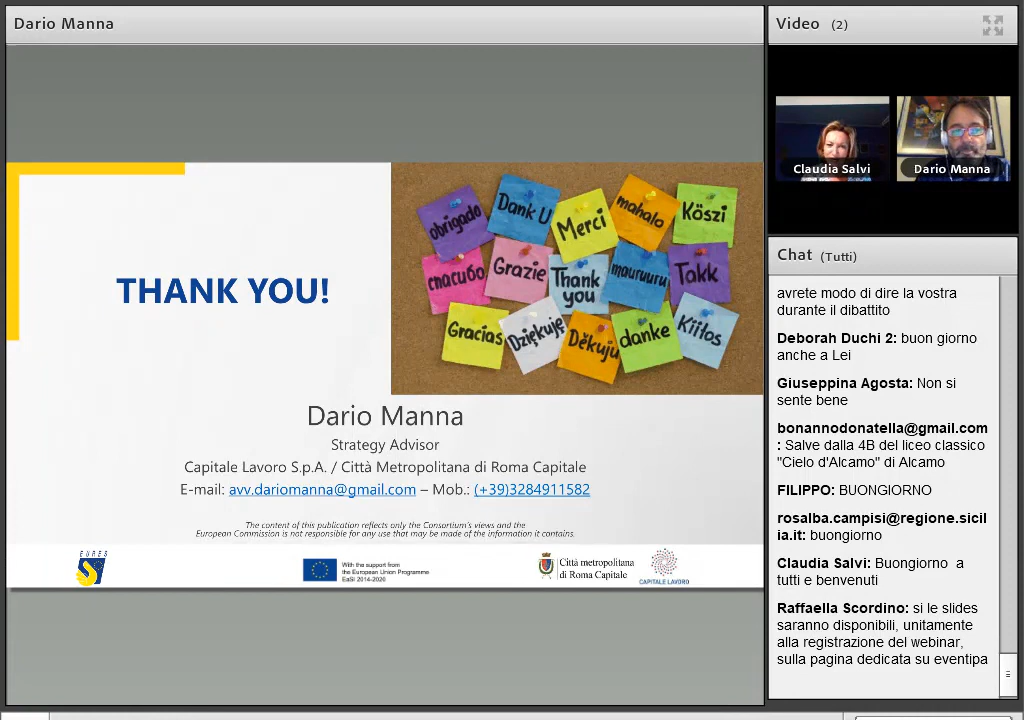 Dario Manna
Video (2)
Claudia Salvi
Dario Manna
THANK YOU!
obrigado
Dank U
Merci
mahalo
Köszi
спасибо
Grazie
Thank
you
mauruuru
Takk
Gracias
Dziękuję
Děkuju
danke
Kiitos
Dario Manna
Strategy Advisor
Capitale Lavoro S.p.A. / Città Metropolitana di Roma Capitale
E-mail: avv.dariomanna@gmail.com – Mob.: (+39)3284911582
The content of this publication reflects only the Consortium's views and the
European Commission is not responsible for any use that may be made of the information it contains.
EURES
With the support from
the European Union Programme
EaSI 2014-2020
Città metropolitana
di Roma Capitale
CAPITALE LAVORO
Chat (Tutti)
avrete modo di dire la vostra
durante il dibattito
Deborah Duchi 2: buon giorno
anche a Lei
Giuseppina Agosta: Non si
sente bene
bonannodonatella@gmail.com
: Salve dalla 4B del liceo classico
"Cielo d'Alcamo" di Alcamo
FILIPPO: BUONGIORNO
rosalba.campisi@regione.sicil
ia.it: buongiorno
Claudia Salvi: Buongiorno a
tutti e benvenuti
Raffaella Scordino: si le slides
saranno disponibili, unitamente
alla registrazione del webinar,
sulla pagina dedicata su eventipa